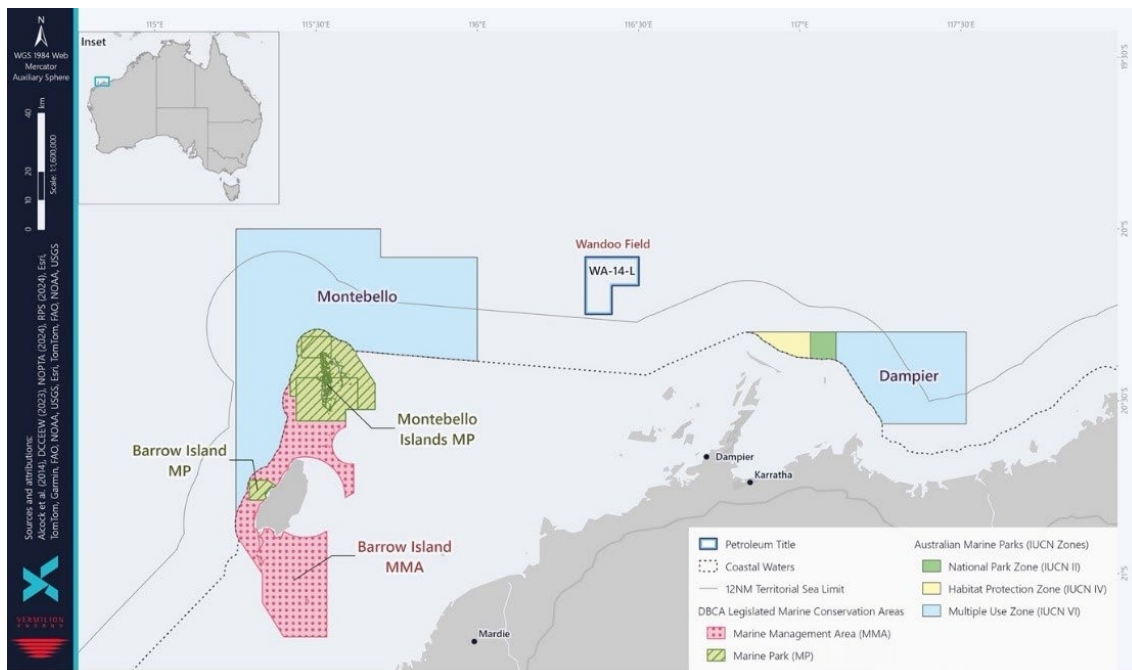 N
WGS 1984 Web
Mercator
Auxiliary Sphere
km
40
20
10
0
Scale: 1:1,600,000
Sources and attributions:
Alcock et al. (2014), DCCEEW (2023), NOPTA (2024), RPS (2024), Esri,
TomTom, Garmin, FAO, NOAA, USGS, Esri, TomTom, FAO, NOAA, USGS
VERMILION
ENERGY
115°E
115°30'E
116°E
116°30'E
117°E
117°30'E
19°30'S
20°S
20°30'S
21°S
Inset
Wandoo Field
WA-14-L
Montebello
Dampier
Montebello
Islands MP
Barrow Island
MP
Barrow Island
MMA
Dampier
Karratha
Mardie
Petroleum Title
Coastal Waters
12NM Territorial Sea Limit
DBCA Legislated Marine Conservation Areas
Marine Management Area (MMA)
Marine Park (MP)
Australian Marine Parks (IUCN Zones)
National Park Zone (IUCN II)
Habitat Protection Zone (IUCN IV)
Multiple Use Zone (IUCN VI)